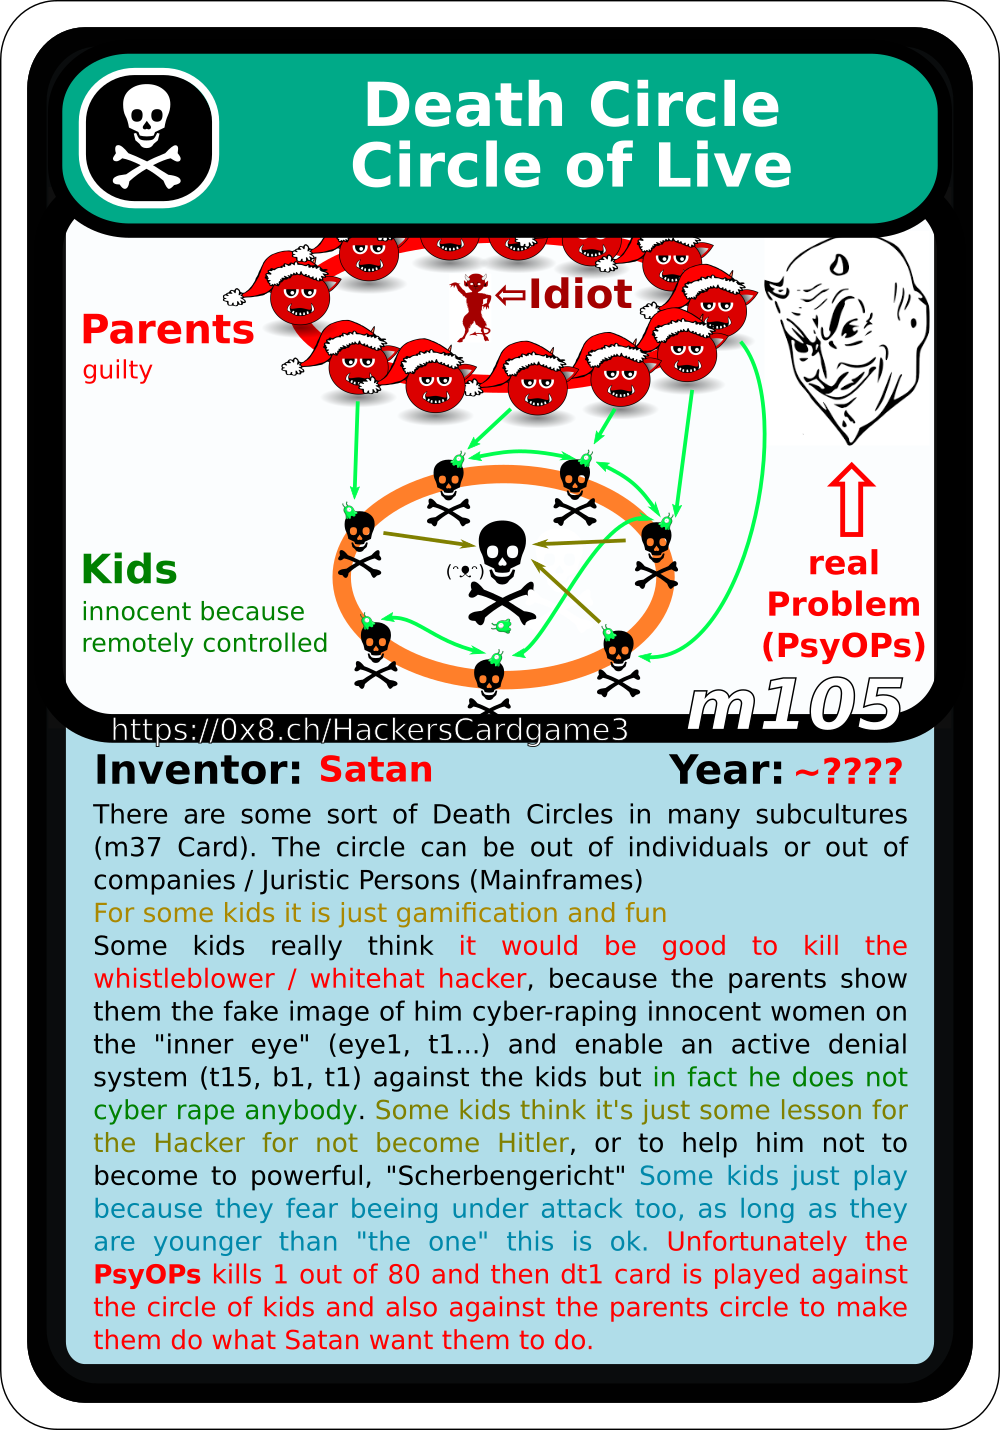 Death Circle
Circle of Live
⇦Idiot
Parents
guilty
Kids
innocent because
remotely controlled
real
Problem
(PsyOPs)
m105
https://0x8.ch/HackersCardgame3
Inventor: Satan Year: ~????
There are some sort of Death Circles in many subcultures
(m37 Card). The circle can be out of individuals or out of
companies / Juristic Persons (Mainframes)
For some kids it is just gamification and fun
Some kids really think it would be good to kill the
whistleblower / whitehat hacker, because the parents show
them the fake image of him cyber-raping innocent women on
the "inner eye" (eye1, t1...) and enable an active denial
system (t15, b1, t1) against the kids but in fact he does not
cyber rape anybody. Some kids think it's just some lesson for
the Hacker for not become Hitler, or to help him not to
become to powerful, "Scherbengericht" Some kids just play
because they fear beeing under attack too, as long as they
are younger than "the one" this is ok. Unfortunately the
PsyOPs kills 1 out of 80 and then dt1 card is played against
the circle of kids and also against the parents circle to make
them do what Satan want them to do.